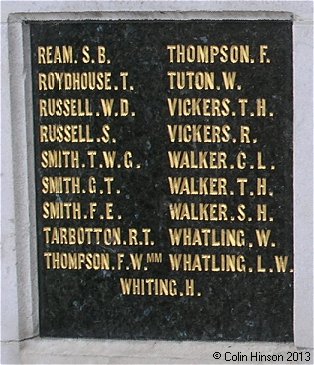 REAM. S. B.
ROYDHOUSE. T.
RUSSELL. W. D.
RUSSELL. S.
SMITH. T. W. G.
SMITH. G. T.
SMITH. F. E.
TARBOTTON. R. T.
THOMPSON. F. W. MM
THOMPSON. F.
TUTON. W.
VICKERS. T. H.
VICKERS. R.
WALKER. C. L.
WALKER. T. H.
WALKER. S. H.
WHATLING. W.
WHATLING. L. W.
WHITING. H.
© Colin Hinson 2013